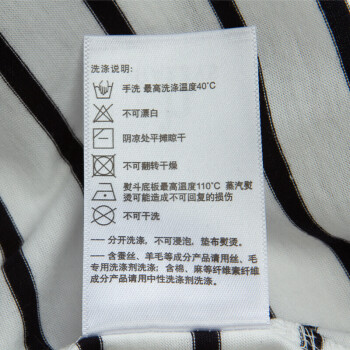 洗涤说明:
手洗 最高洗涤温度40℃
不可漂白
阴凉处平摊晾干
不可翻转干燥
熨斗底板最高温度110℃ 蒸汽熨
烫可能造成不可回复的损伤
不可干洗
— 分开洗涤,不可浸泡,垫布熨烫。
— 含蚕丝、羊毛等成分产品请用丝、毛
专用洗涤剂洗涤;含棉、麻等纤维素纤维
成分产品请用中性洗涤剂洗涤。